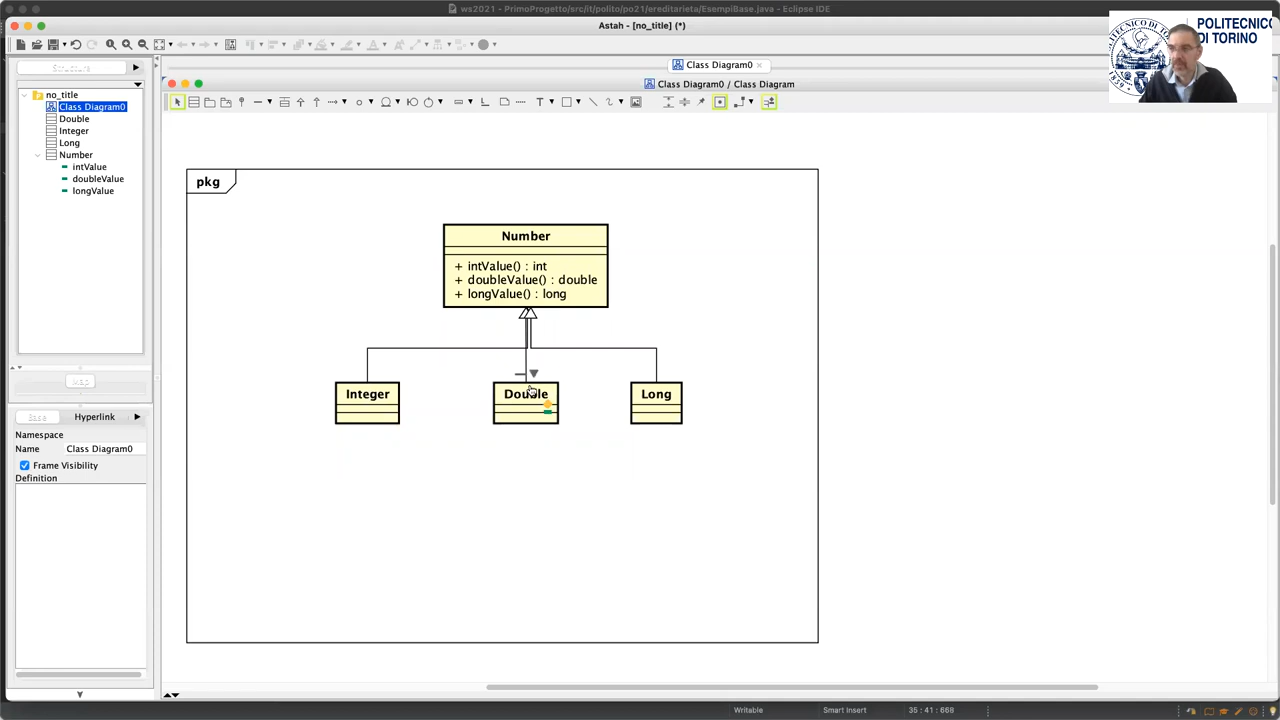 ws2021 - PrimoProgetto/src/it/polito/po21/ereditarieta/EsempiBase.java - Eclipse IDE
Astah - [no_title] (*)
POLITECNICO
DI TORINO
Structure
Class Diagram0
Class Diagram0 / Class Diagram
no_title
Class Diagram0
Double
Integer
Long
Number
intValue
doubleValue
longValue
pkg
Number
+ intValue() : int
+ doubleValue() : double
+ longValue() : long
Integer
Double
Long
Map
Base
Hyperlink
Namespace
Name
Class Diagram0
Frame Visibility
Definition
Writable
Smart Insert
35 : 41 : 668